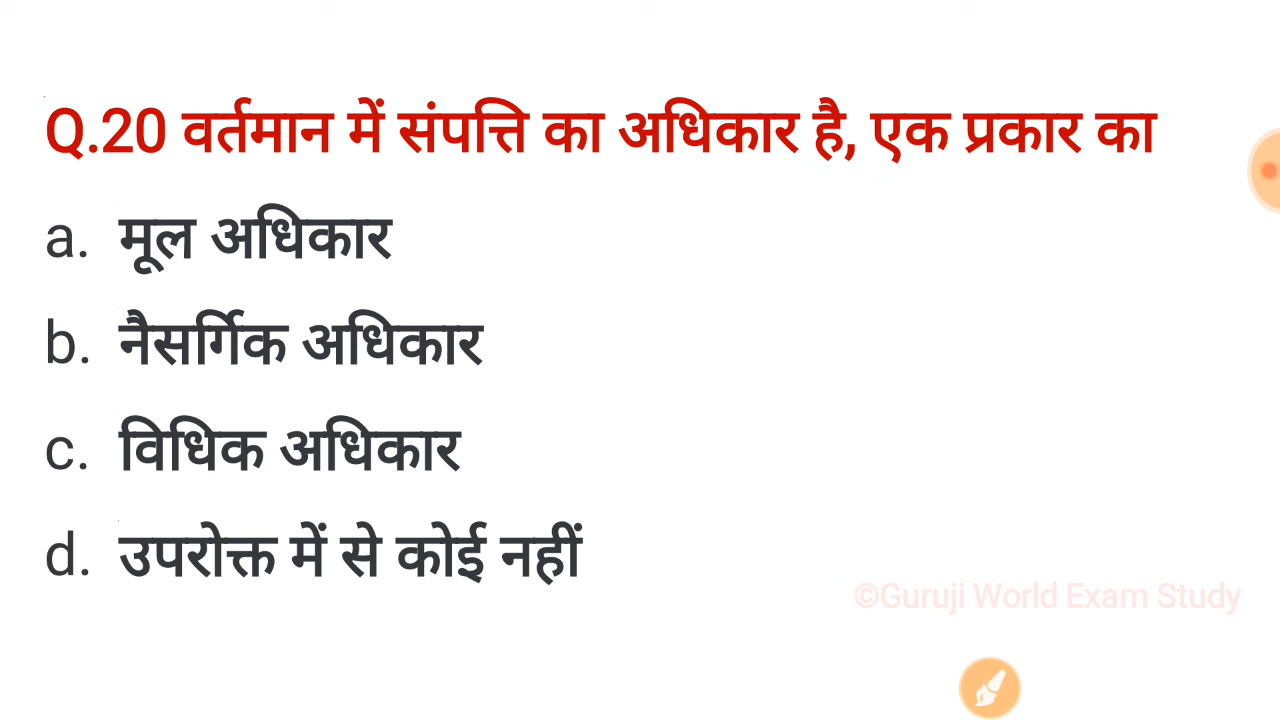 Q.20 वर्तमान में संपत्ति का अधिकार है, एक प्रकार का
a. मूल अधिकार
b. नैसर्गिक अधिकार
c. विधिक अधिकार
d. उपरोक्त में से कोई नहीं
©Guruji World Exam Study